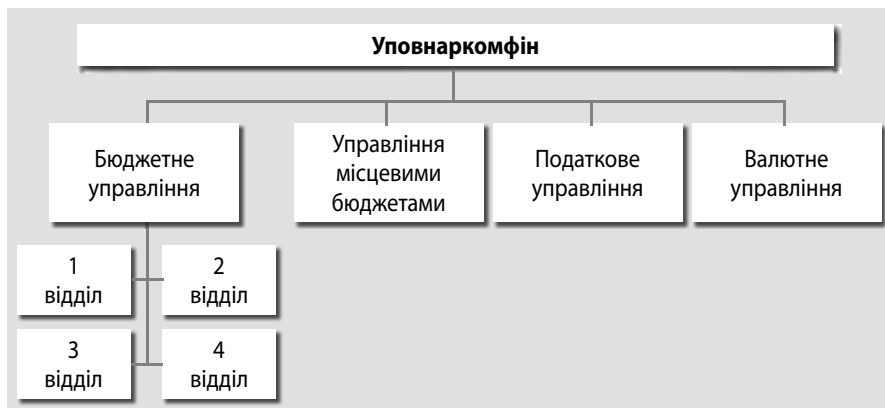 Уповнаркомфін
Бюджетне
управління
Управління
місцевими
бюджетами
Податкове
управління
Валютне
управління
1
відділ
2
відділ
3
відділ
4
відділ